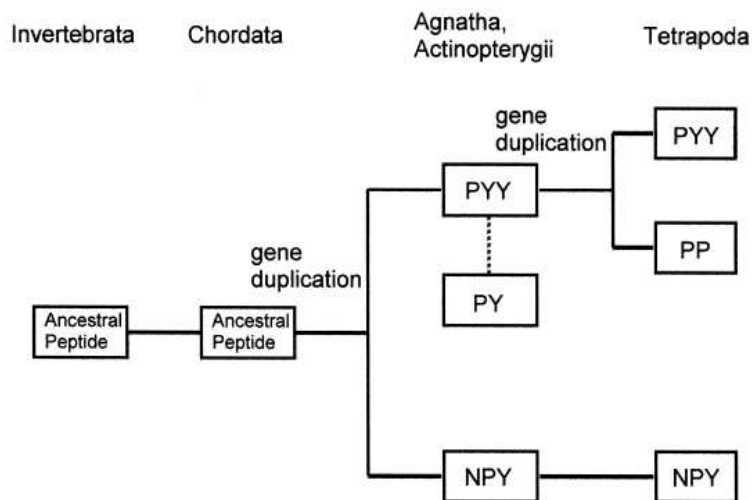 Invertebrata
Chordata
Agnatha,
Actinopterygii
Tetrapoda
gene
duplication
PYY
PYY
PP
gene
duplication
PY
Ancestral
Peptide
Ancestral
Peptide
NPY
NPY